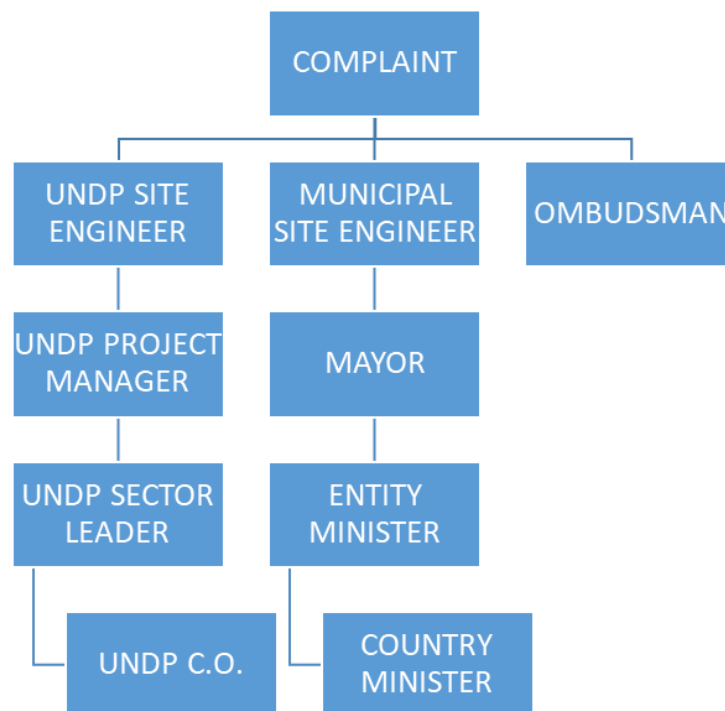 COMPLAINT
UNDP SITE
ENGINEER
MUNICIPAL
SITE ENGINEER
OMBUDSMAN
UNDP PROJECT
MANAGER
MAYOR
UNDP SECTOR
LEADER
ENTITY
MINISTER
UNDP C.O.
COUNTRY
MINISTER